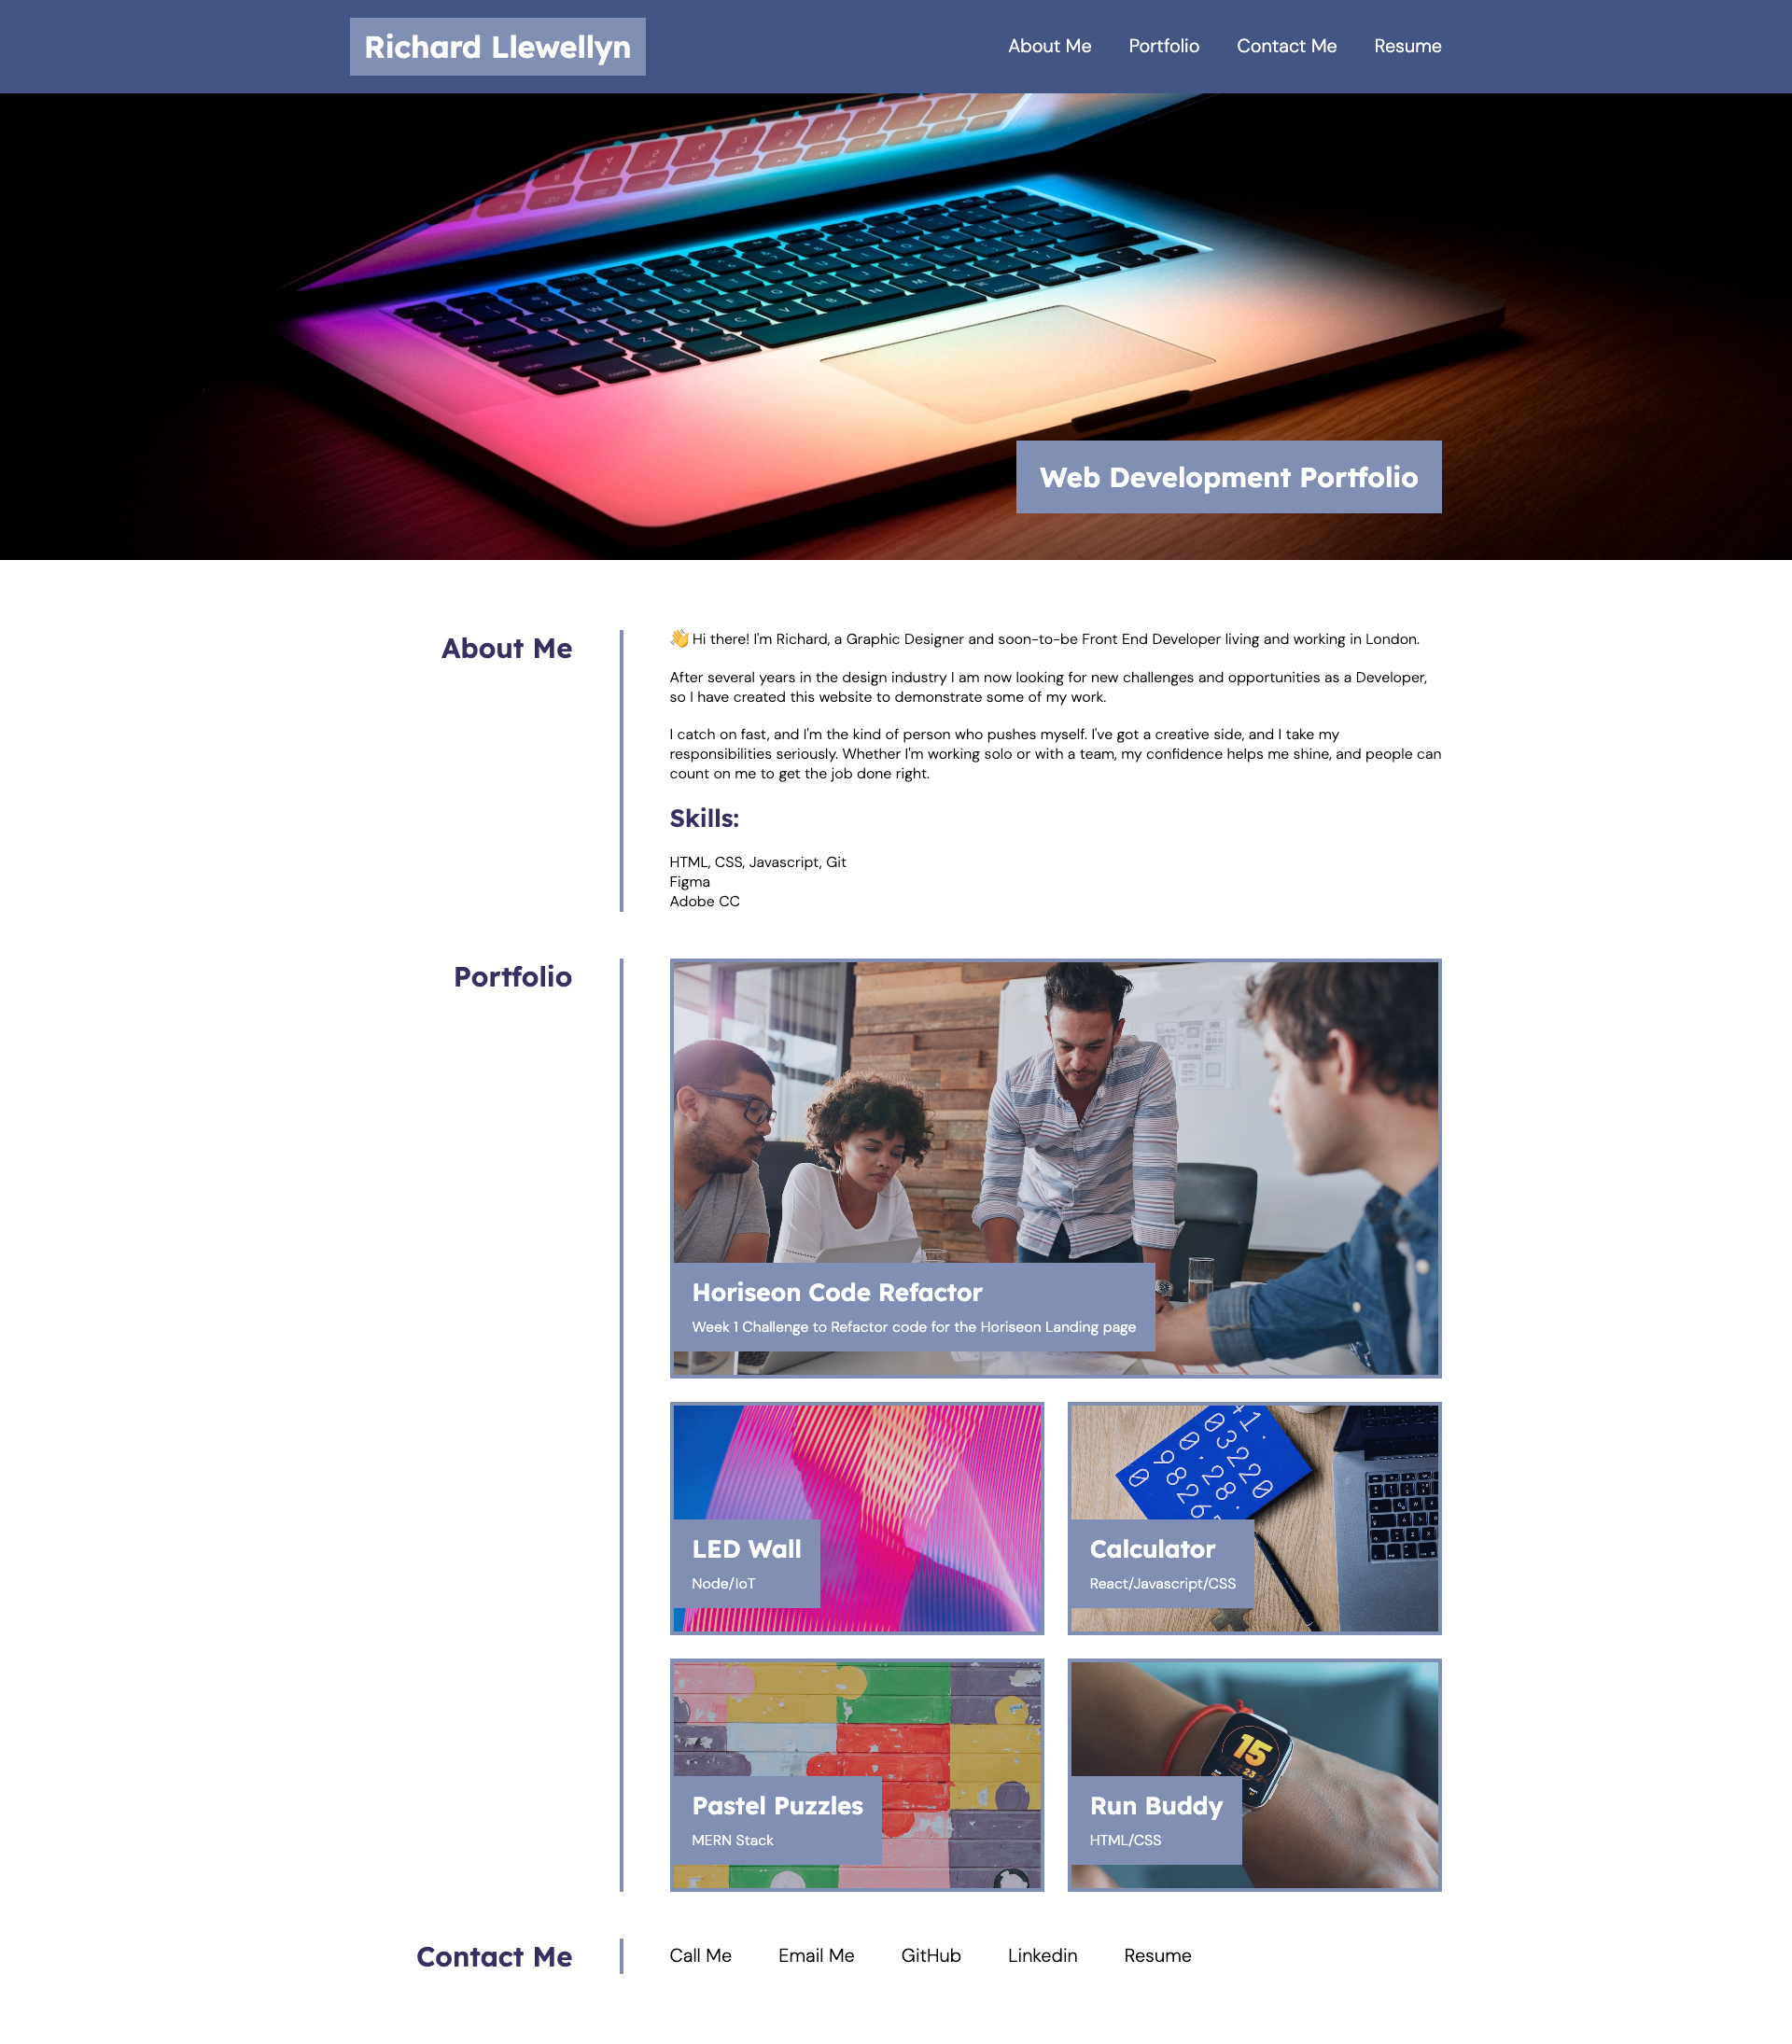 Richard Llewellyn
About Me
Portfolio
Contact Me
Resume
Web Development Portfolio
About Me
👋 Hi there! I'm Richard, a Graphic Designer and soon-to-be Front End Developer living and working in London.
After several years in the design industry I am now looking for new challenges and opportunities as a Developer,
so I have created this website to demonstrate some of my work.
I catch on fast, and I'm the kind of person who pushes myself. I've got a creative side, and I take my
responsibilities seriously. Whether I'm working solo or with a team, my confidence helps me shine, and people can
count on me to get the job done right.
Skills:
HTML, CSS, Javascript, Git
Figma
Adobe CC
Portfolio
Horiseon Code Refactor
Week 1 Challenge to Refactor code for the Horiseon Landing page
LED Wall
Node/IoT
Calculator
React/Javascript/CSS
Pastel Puzzles
MERN Stack
15
23
Run Buddy
HTML/CSS
Contact Me
Call Me
Email Me
GitHub
Linkedin
Resume